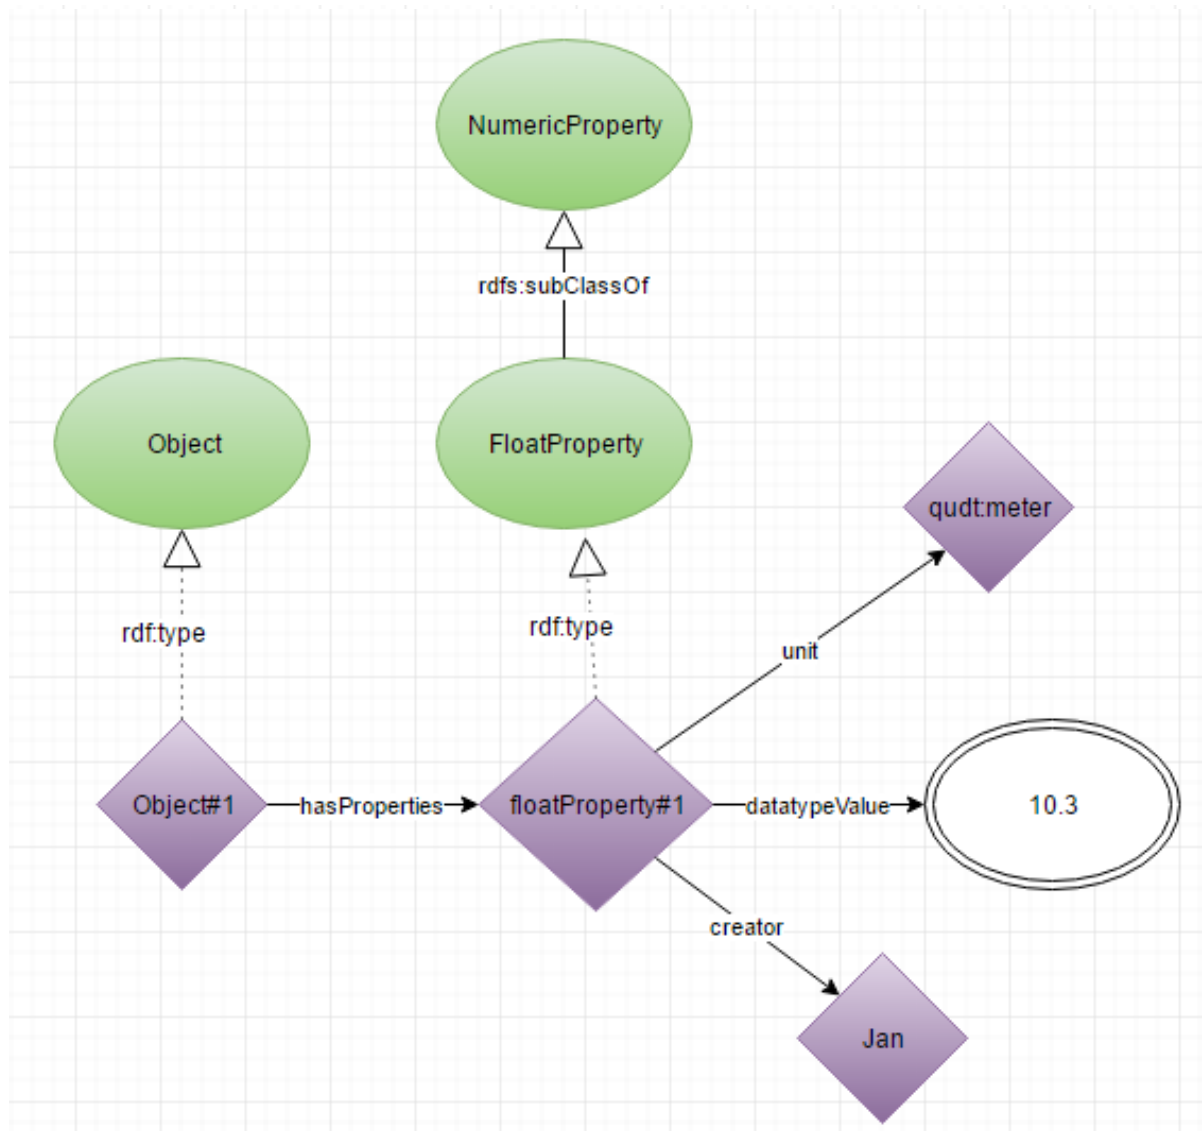 NumericProperty
rdfs:subClassOf
Object
FloatProperty
qudt:meter
rdf:type
rdf:type
unit
Object#1
hasProperties
floatProperty#1
datatypeValue
10.3
creator
Jan